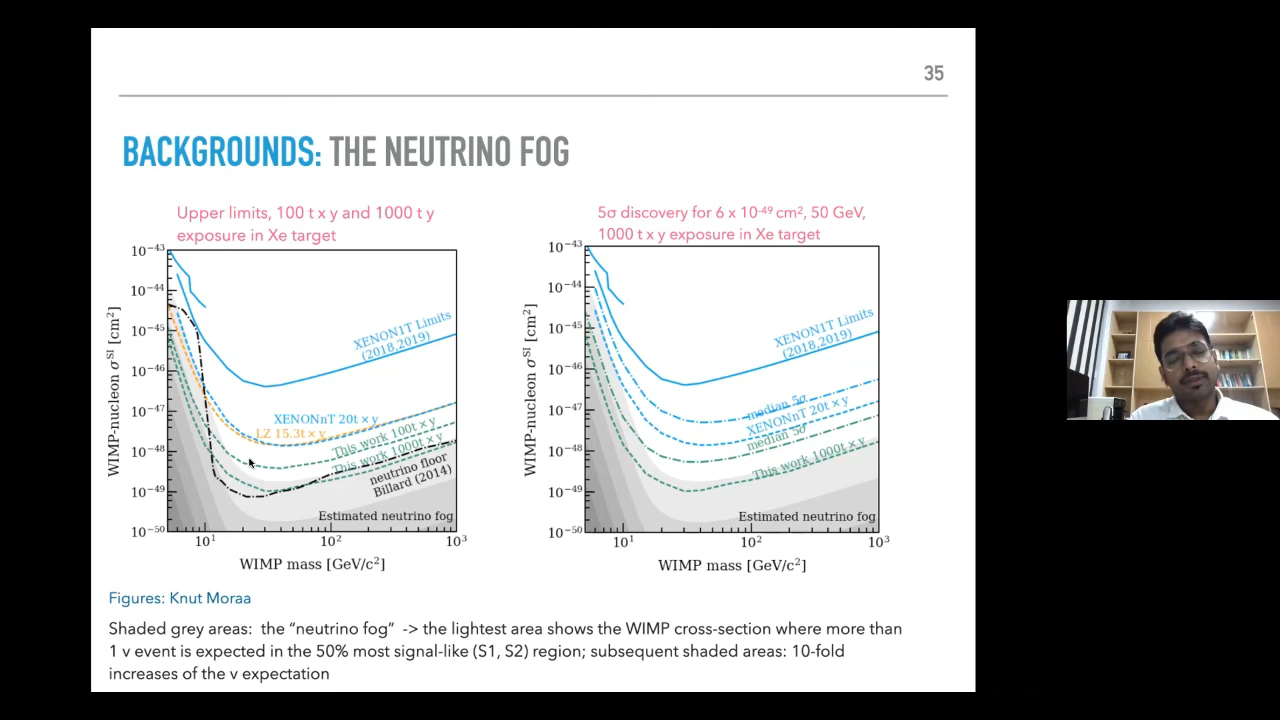 35
BACKGROUNDS: THE NEUTRINO FOG
Upper limits, 100 t x y and 1000 t y
exposure in Xe target
10⁻⁴³
10⁻⁴⁴
10⁻⁴⁵
10⁻⁴⁶
10⁻⁴⁷
10⁻⁴⁸
10⁻⁴⁹
10⁻⁵⁰
WIMP-nucleon σ^SI [cm²]
XENON1T Limits
(2018,2019)
XENONnT 20t × y
LZ 15.3t × y
This work 100t × y
This work 1000t × y
neutrino floor
Billard (2014)
Estimated neutrino fog
10¹ 10² 10³
WIMP mass [GeV/c²]
5σ discovery for 6 x 10⁻⁴⁹ cm², 50 GeV,
1000 t x y exposure in Xe target
10⁻⁴³
10⁻⁴⁴
10⁻⁴⁵
10⁻⁴⁶
10⁻⁴⁷
10⁻⁴⁸
10⁻⁴⁹
10⁻⁵⁰
WIMP-nucleon σ^SI [cm²]
XENON1T Limits
(2018,2019)
median 5σ
XENONnT 20t × y
median 5σ
This work 1000t × y
Estimated neutrino fog
10¹ 10² 10³
WIMP mass [GeV/c²]
Figures: Knut Moraa
Shaded grey areas: the “neutrino fog“ -> the lightest area shows the WIMP cross-section where more than
1 ν event is expected in the 50% most signal-like (S1, S2) region; subsequent shaded areas: 10-fold
increases of the ν expectation